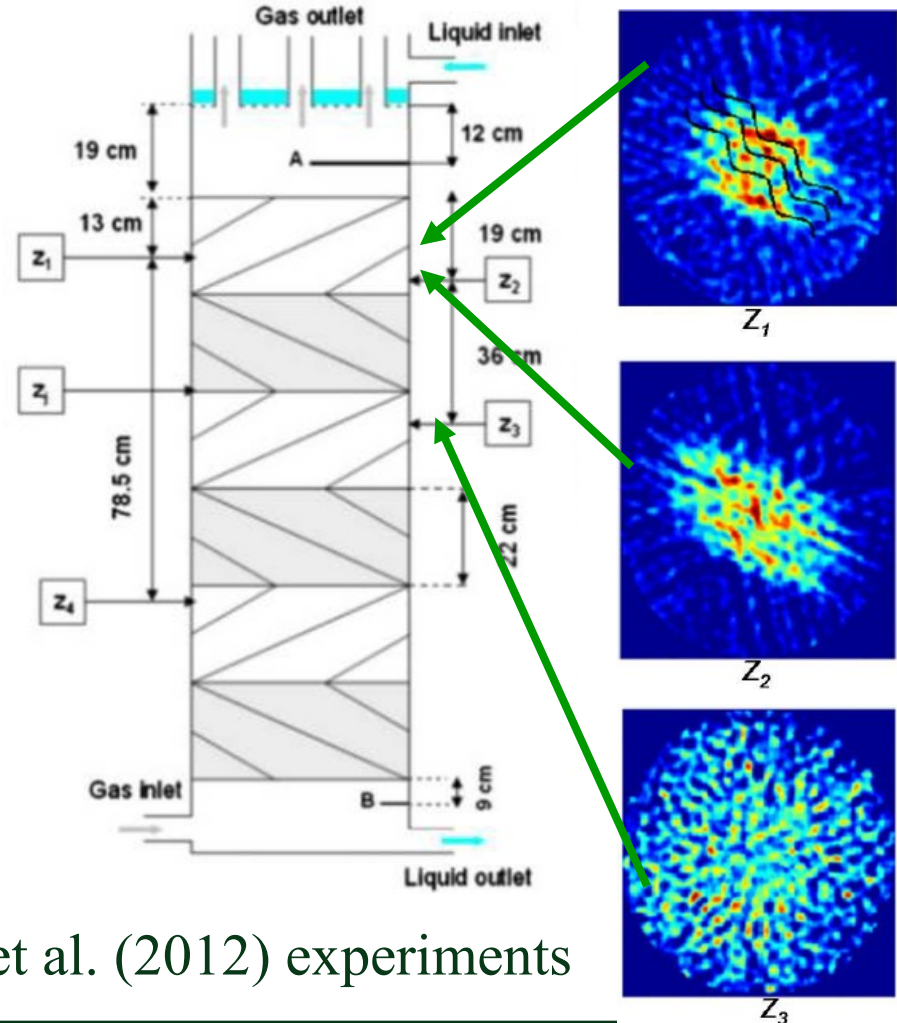 Gas outlet
Liquid inlet
19 cm
12 cm
A
13 cm
19 cm
z₁
z₂
Z₁
36 cm
zⱼ
z₃
78.5 cm
22 cm
z₄
Z₂
Gas inlet
B
9 cm
Liquid outlet
et al. (2012) experiments
Z₃